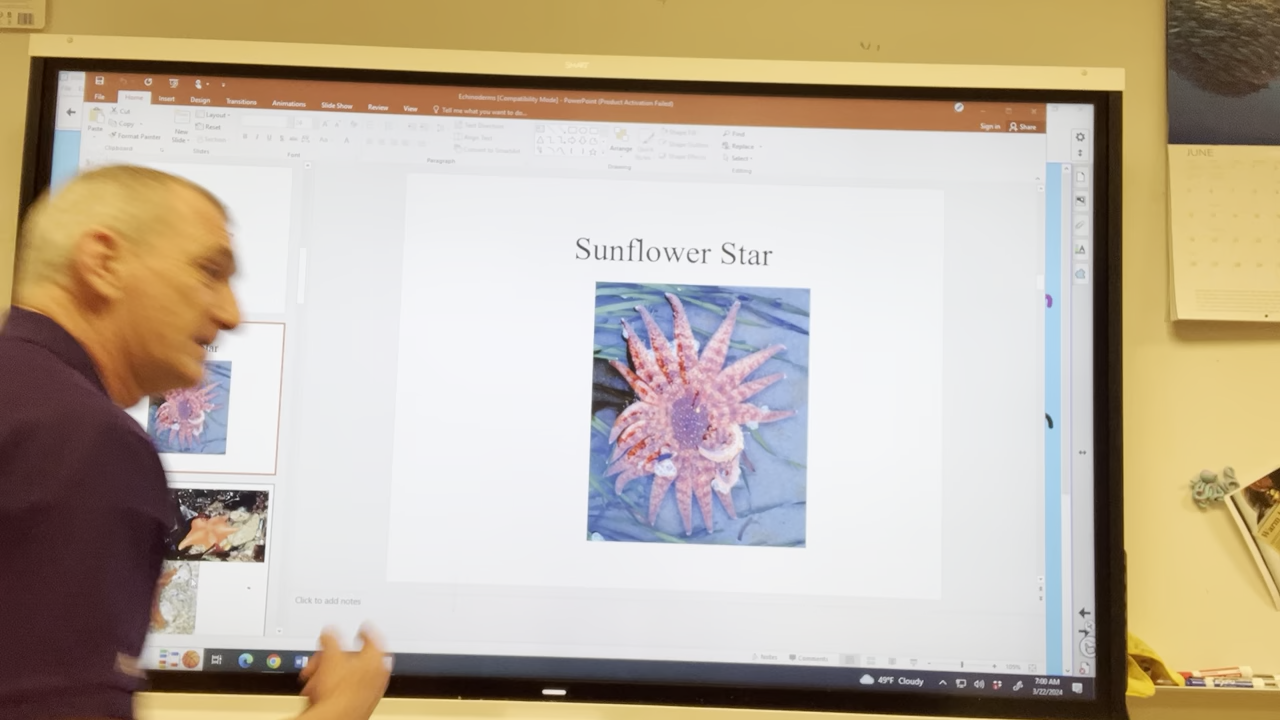 SMART
Echinoderms [Compatibility Mode] - PowerPoint (Product Activation Failed)
File Home Insert Design Transitions Animations Slide Show Review View Tell me what you want to do...
Sign in Share
Paste
Cut
Copy
Format Painter
Clipboard
New
Slide
Layout
Reset
Section
Slides
Font
Paragraph
Arrange
Drawing
Find
Replace
Select
Editing
JUNE
Sunflower Star
Click to add notes
Notes Comments
49°F Cloudy
7:00 AM
3/22/2024